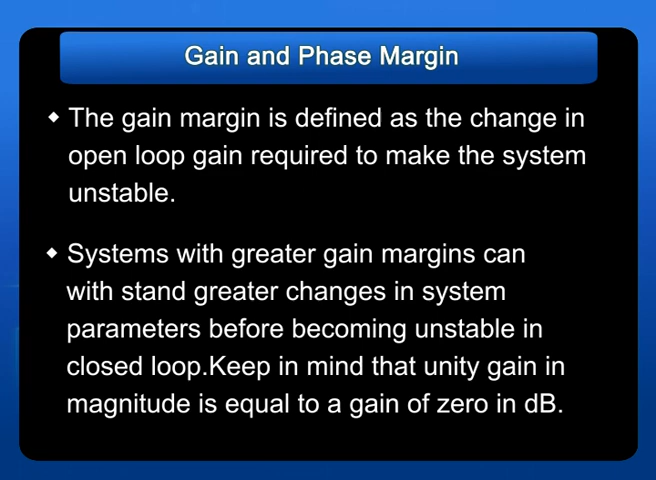 Gain and Phase Margin
◆ The gain margin is defined as the change in
open loop gain required to make the system
unstable.
◆ Systems with greater gain margins can
with stand greater changes in system
parameters before becoming unstable in
closed loop.Keep in mind that unity gain in
magnitude is equal to a gain of zero in dB.